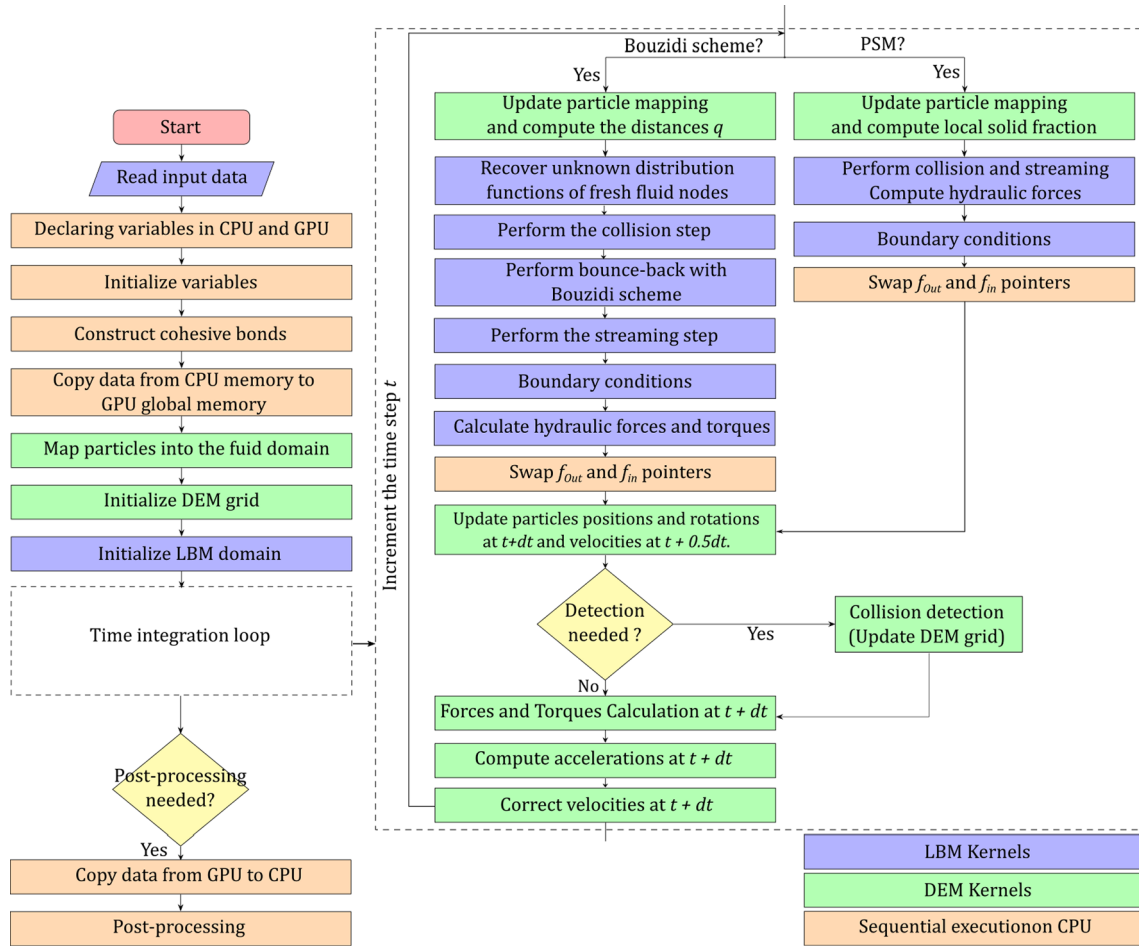 Start
Read input data
Declaring variables in CPU and GPU
Initialize variables
Construct cohesive bonds
Copy data from CPU memory to
GPU global memory
Map particles into the fuid domain
Initialize DEM grid
Initialize LBM domain
Time integration loop
Post-processing
needed?
Yes
Copy data from GPU to CPU
Post-processing
Increment the time step t
Bouzidi scheme?
PSM?
Yes
Yes
Update particle mapping
and compute the distances q
Recover unknown distribution
functions of fresh fluid nodes
Perform the collision step
Perform bounce-back with
Bouzidi scheme
Perform the streaming step
Boundary conditions
Calculate hydraulic forces and torques
Swap fOut and fin pointers
Update particles positions and rotations
at t+dt and velocities at t + 0.5dt.
Update particle mapping
and compute local solid fraction
Perform collision and streaming
Compute hydraulic forces
Boundary conditions
Swap fOut and fin pointers
Detection
needed ?
Yes
Collision detection
(Update DEM grid)
No
Forces and Torques Calculation at t + dt
Compute accelerations at t + dt
Correct velocities at t + dt
LBM Kernels
DEM Kernels
Sequential executionon CPU